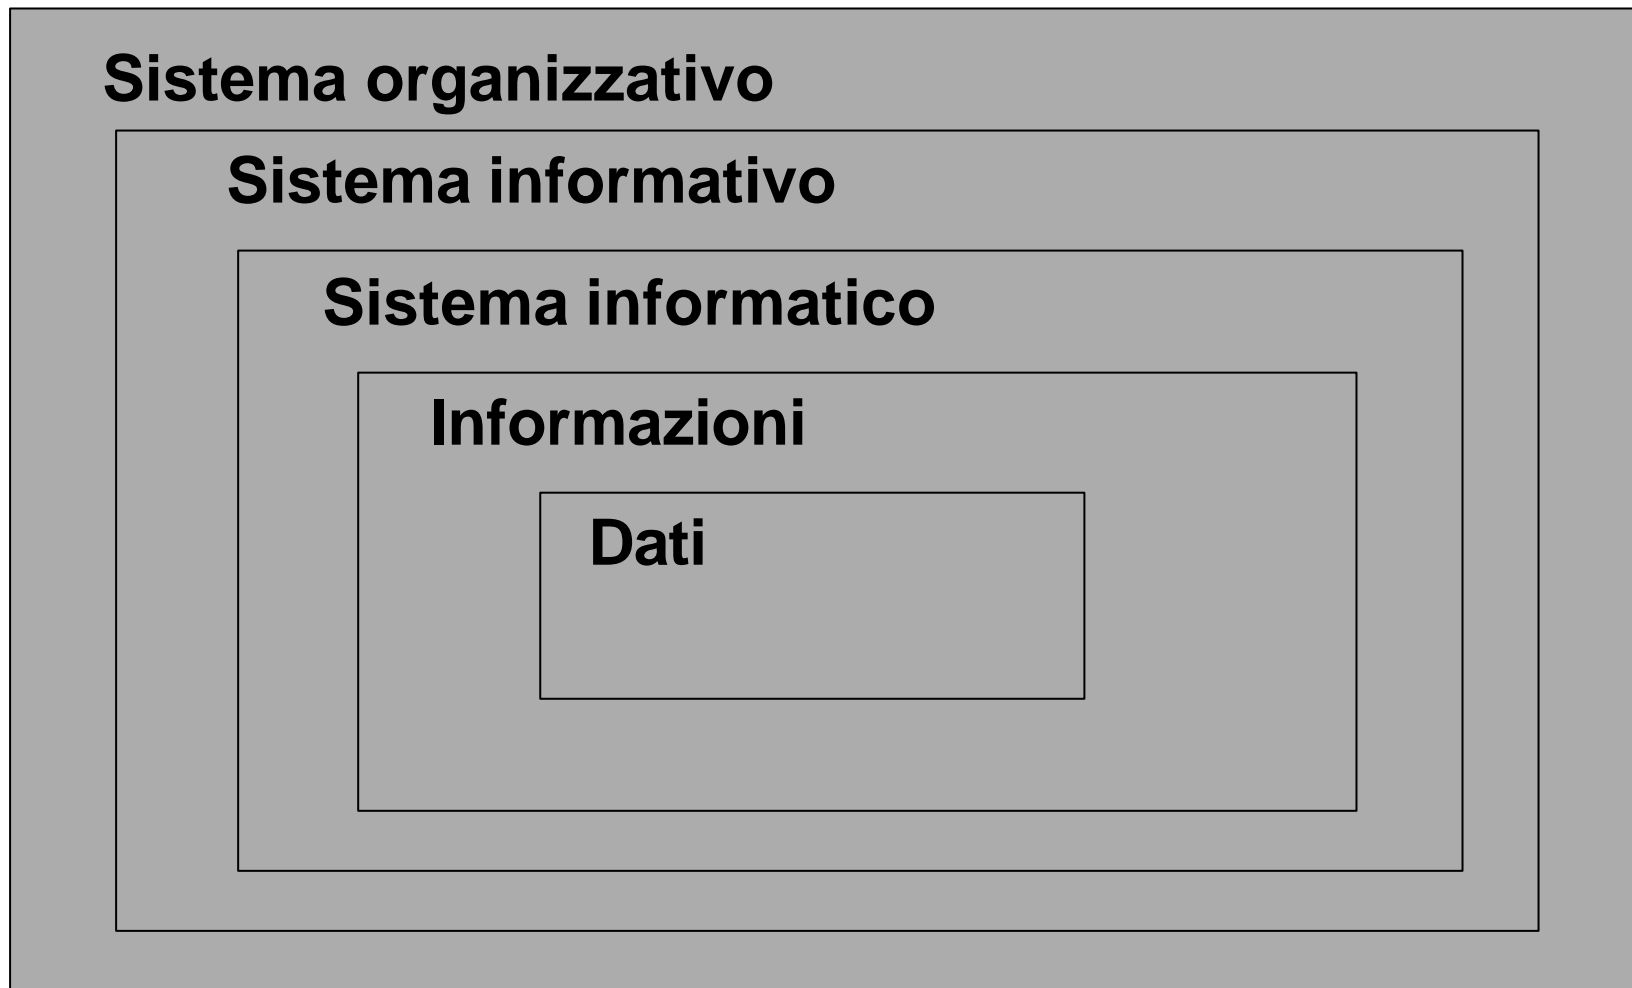 Sistema organizzativo
Sistema informativo
Sistema informatico
Informazioni
Dati